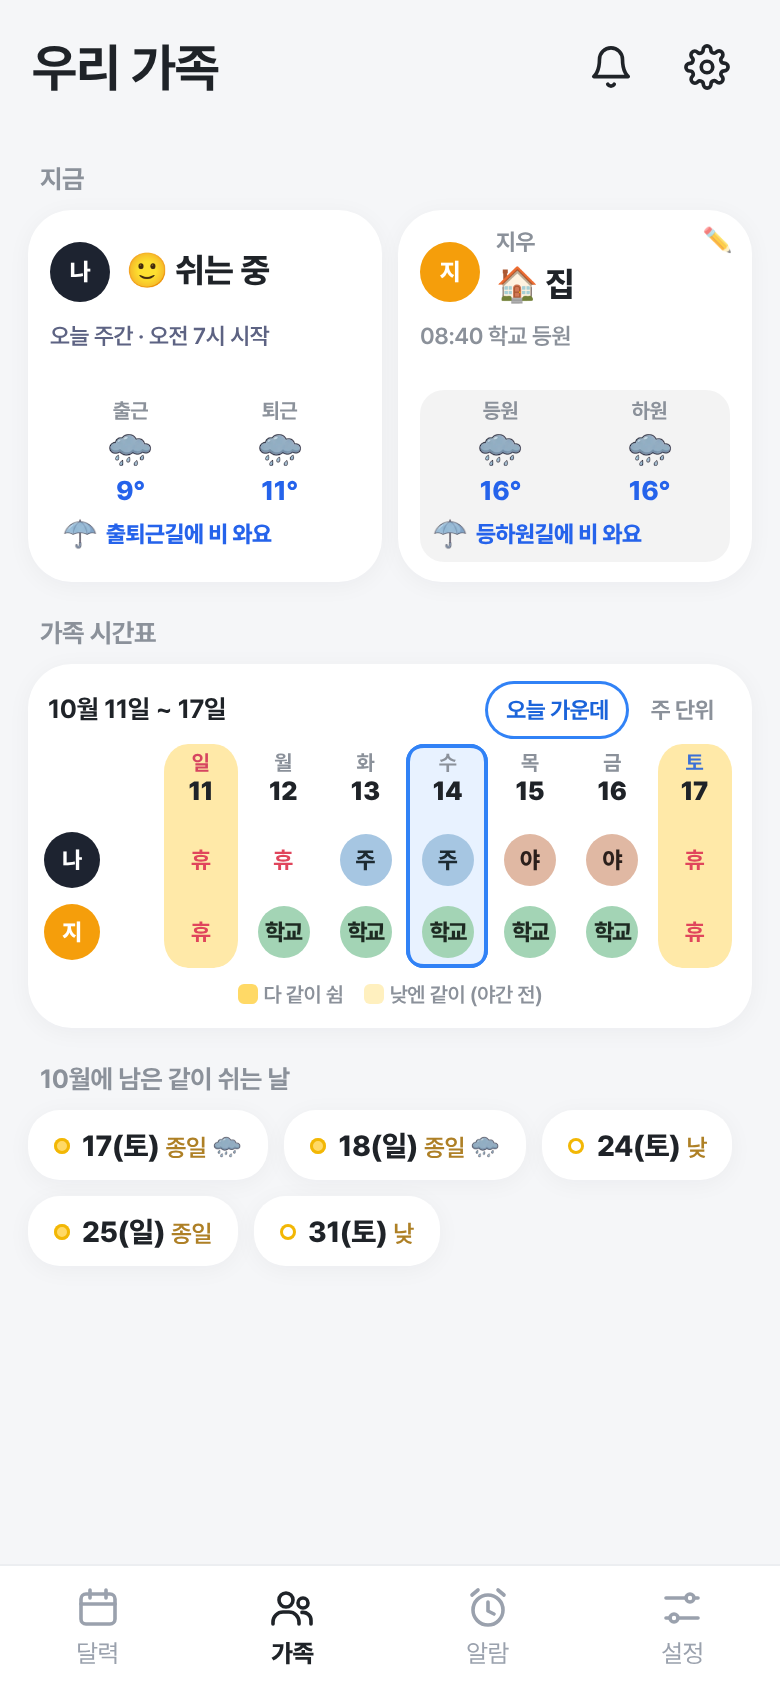 우리 가족
지금
나 🙂 쉬는 중
오늘 주간 · 오전 7시 시작
출근 퇴근
9° 11°
출퇴근길에 비 와요
지 지우
🏠 집
08:40 학교 등원
등원 하원
16° 16°
등하원길에 비 와요
가족 시간표
10월 11일 ~ 17일 오늘 가운데 주 단위
일 월 화 수 목 금 토
11 12 13 14 15 16 17
나 휴 휴 주 주 야 야 휴
지 휴 학교 학교 학교 학교 학교 휴
다 같이 쉼 낮엔 같이 (야간 전)
10월에 남은 같이 쉬는 날
17(토) 종일 18(일) 종일 24(토) 낮
25(일) 종일 31(토) 낮
달력 가족 알람 설정